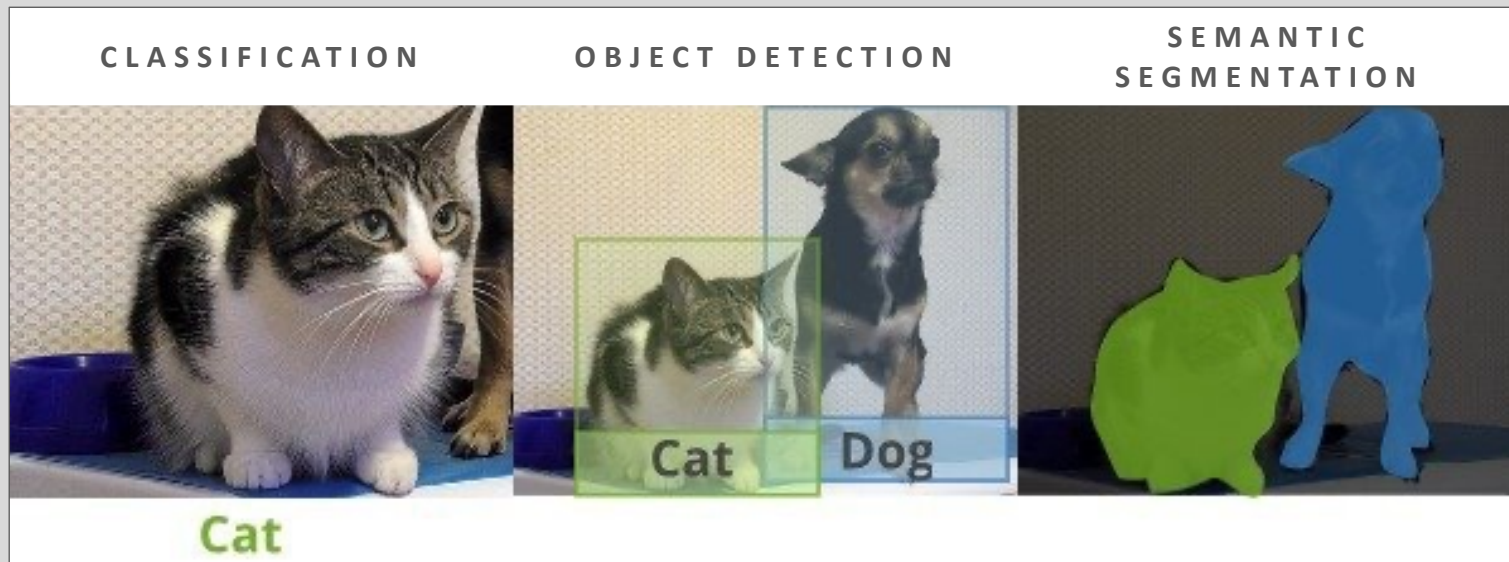 CLASSIFICATION
OBJECT DETECTION
SEMANTIC
SEGMENTATION
Cat
Dog
Cat